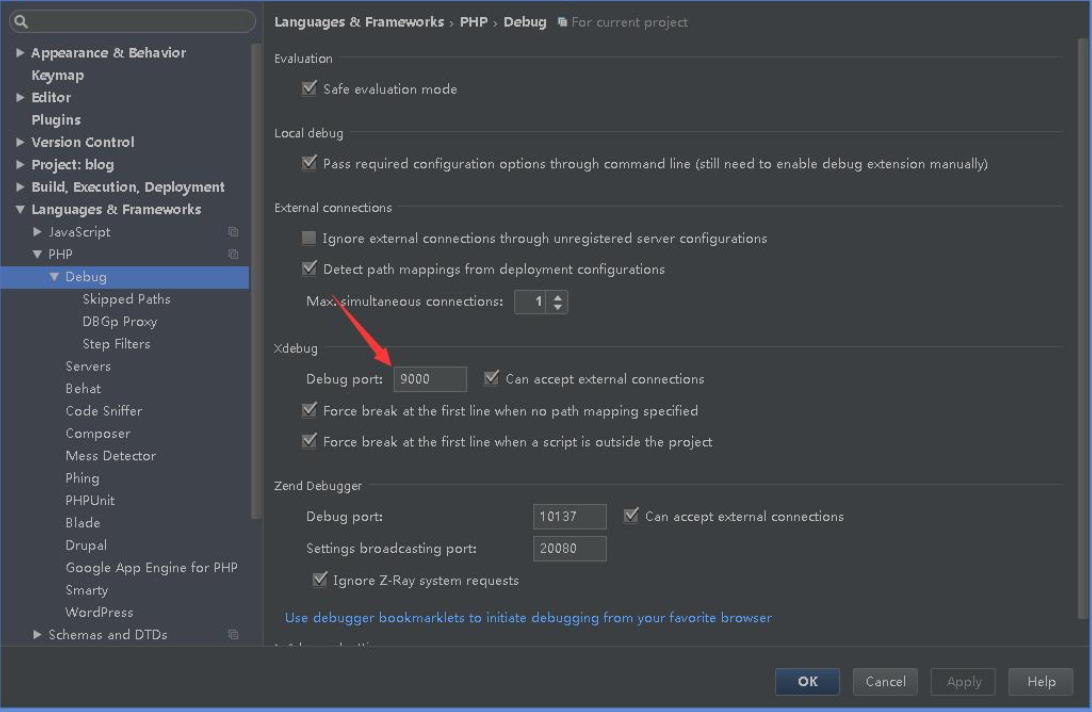 Languages & Frameworks › PHP › Debug For current project
Appearance & Behavior
Keymap
Editor
Plugins
Version Control
Project: blog
Build, Execution, Deployment
Languages & Frameworks
JavaScript
PHP
Debug
Skipped Paths
DBGp Proxy
Step Filters
Servers
Behat
Code Sniffer
Composer
Mess Detector
Phing
PHPUnit
Blade
Drupal
Google App Engine for PHP
Smarty
WordPress
Schemas and DTDs
Evaluation
Safe evaluation mode
Local debug
Pass required configuration options through command line (still need to enable debug extension manually)
External connections
Ignore external connections through unregistered server configurations
Detect path mappings from deployment configurations
Max. simultaneous connections: 1
Xdebug
Debug port: 9000 Can accept external connections
Force break at the first line when no path mapping specified
Force break at the first line when a script is outside the project
Zend Debugger
Debug port: 10137 Can accept external connections
Settings broadcasting port: 20080
Ignore Z-Ray system requests
Use debugger bookmarklets to initiate debugging from your favorite browser
OK Cancel Apply Help